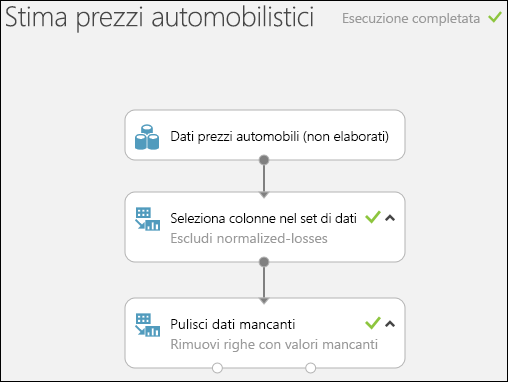 Stima prezzi automobilistici
Esecuzione completata
Dati prezzi automobili (non elaborati)
Seleziona colonne nel set di dati
Escludi normalized-losses
Pulisci dati mancanti
Rimuovi righe con valori mancanti